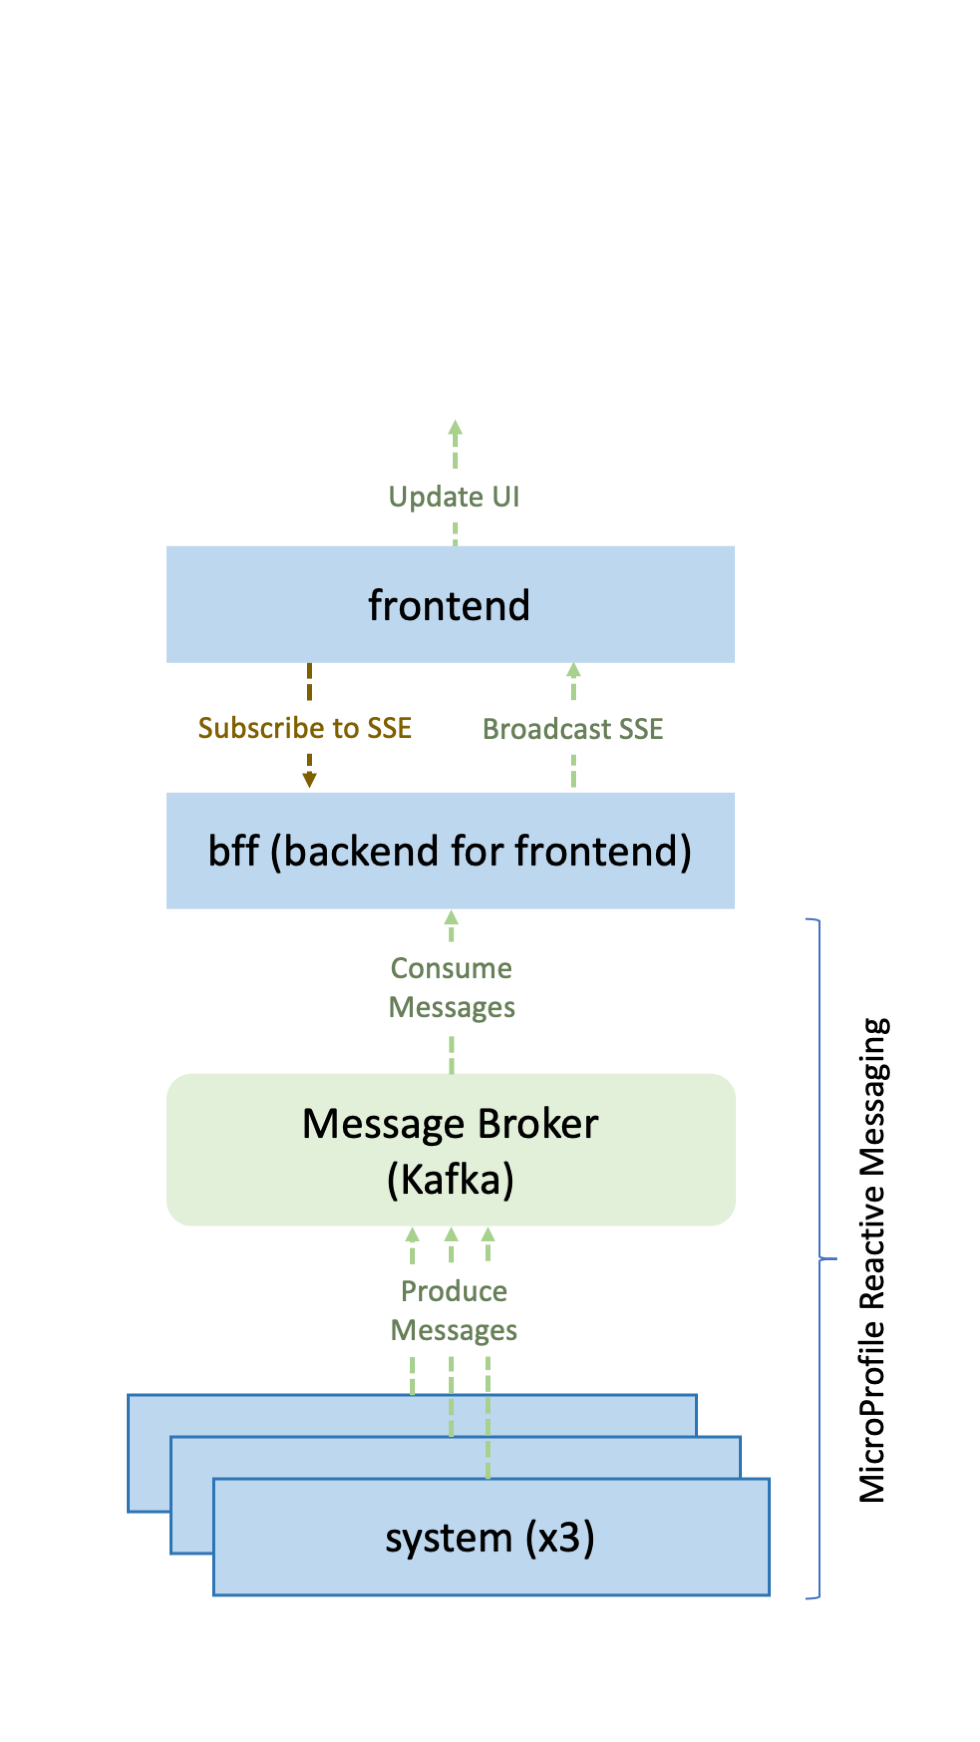 Update UI
frontend
Subscribe to SSE
Broadcast SSE
bff (backend for frontend)
Consume
Messages
Message Broker
(Kafka)
Produce
Messages
system (x3)
MicroProfile Reactive Messaging